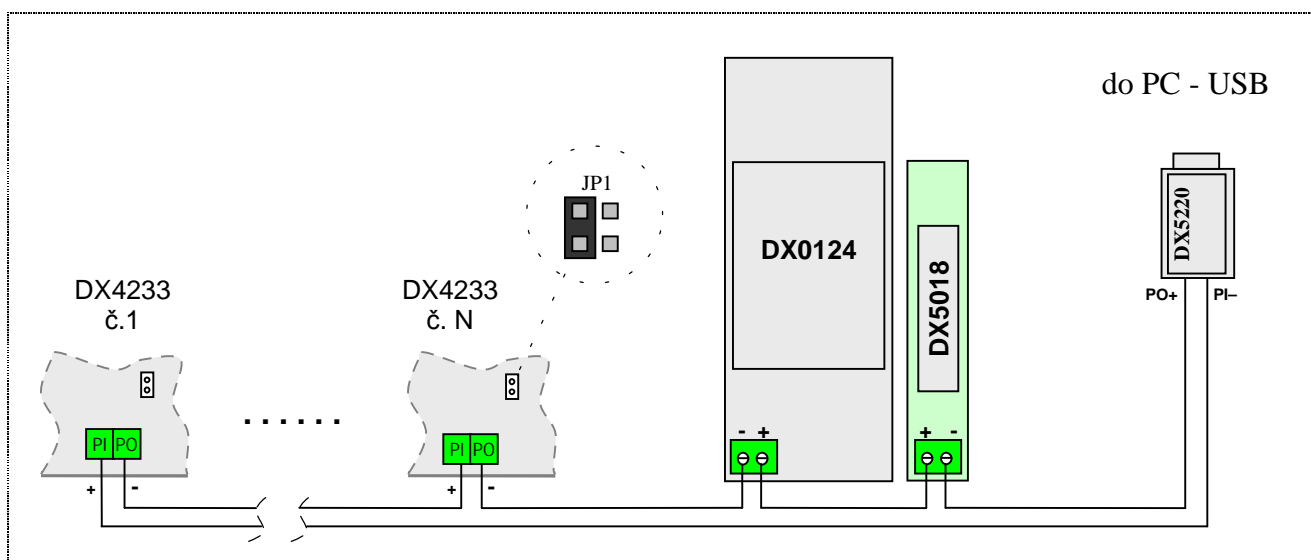 do PC - USB
JP1
DX4233
č.1
DX4233
č. N
DX0124
DX5018
DX5220
PO+
PI–
......
PI PO
+ -
PI PO
+ -
- +
+ -